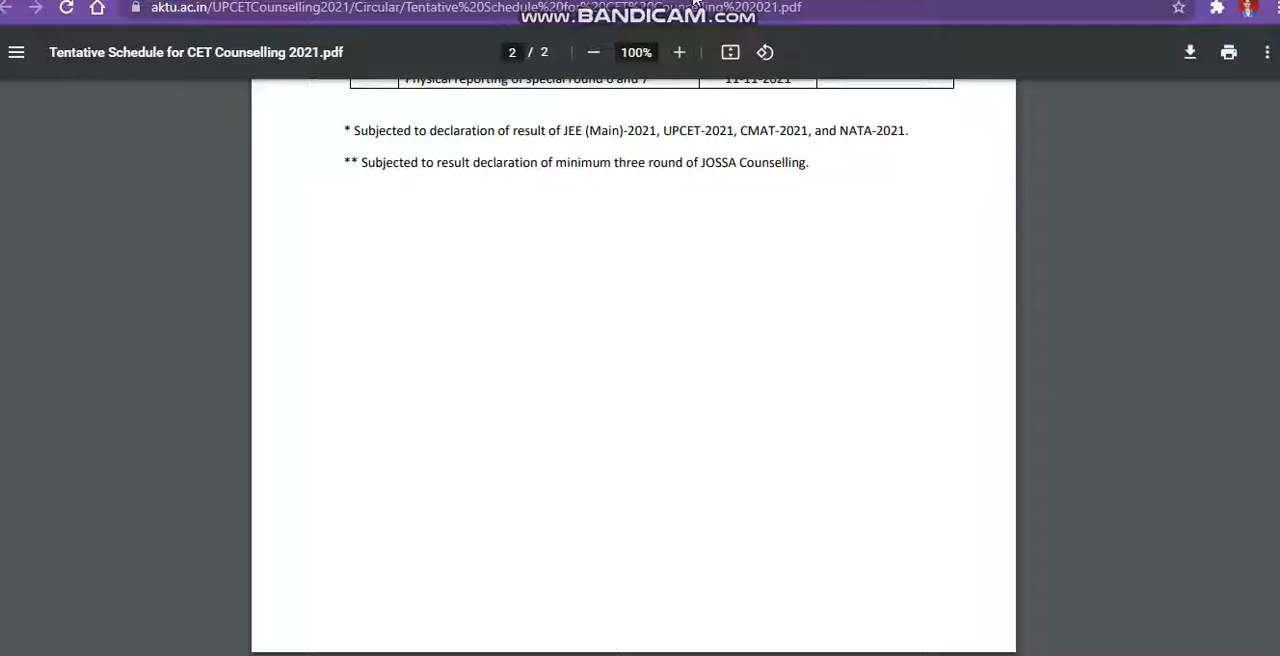 aktu.ac.in/UPCETCounselling2021/Circular/Tentative%20Schedule%20for%20CET%20Counselling%202021.pdf
www.BANDICAM.com
Tentative Schedule for CET Counselling 2021.pdf
2 / 2
100%
Physical reporting of special round 6 and 7 11-11-2021
* Subjected to declaration of result of JEE (Main)-2021, UPCET-2021, CMAT-2021, and NATA-2021.
** Subjected to result declaration of minimum three round of JOSSA Counselling.